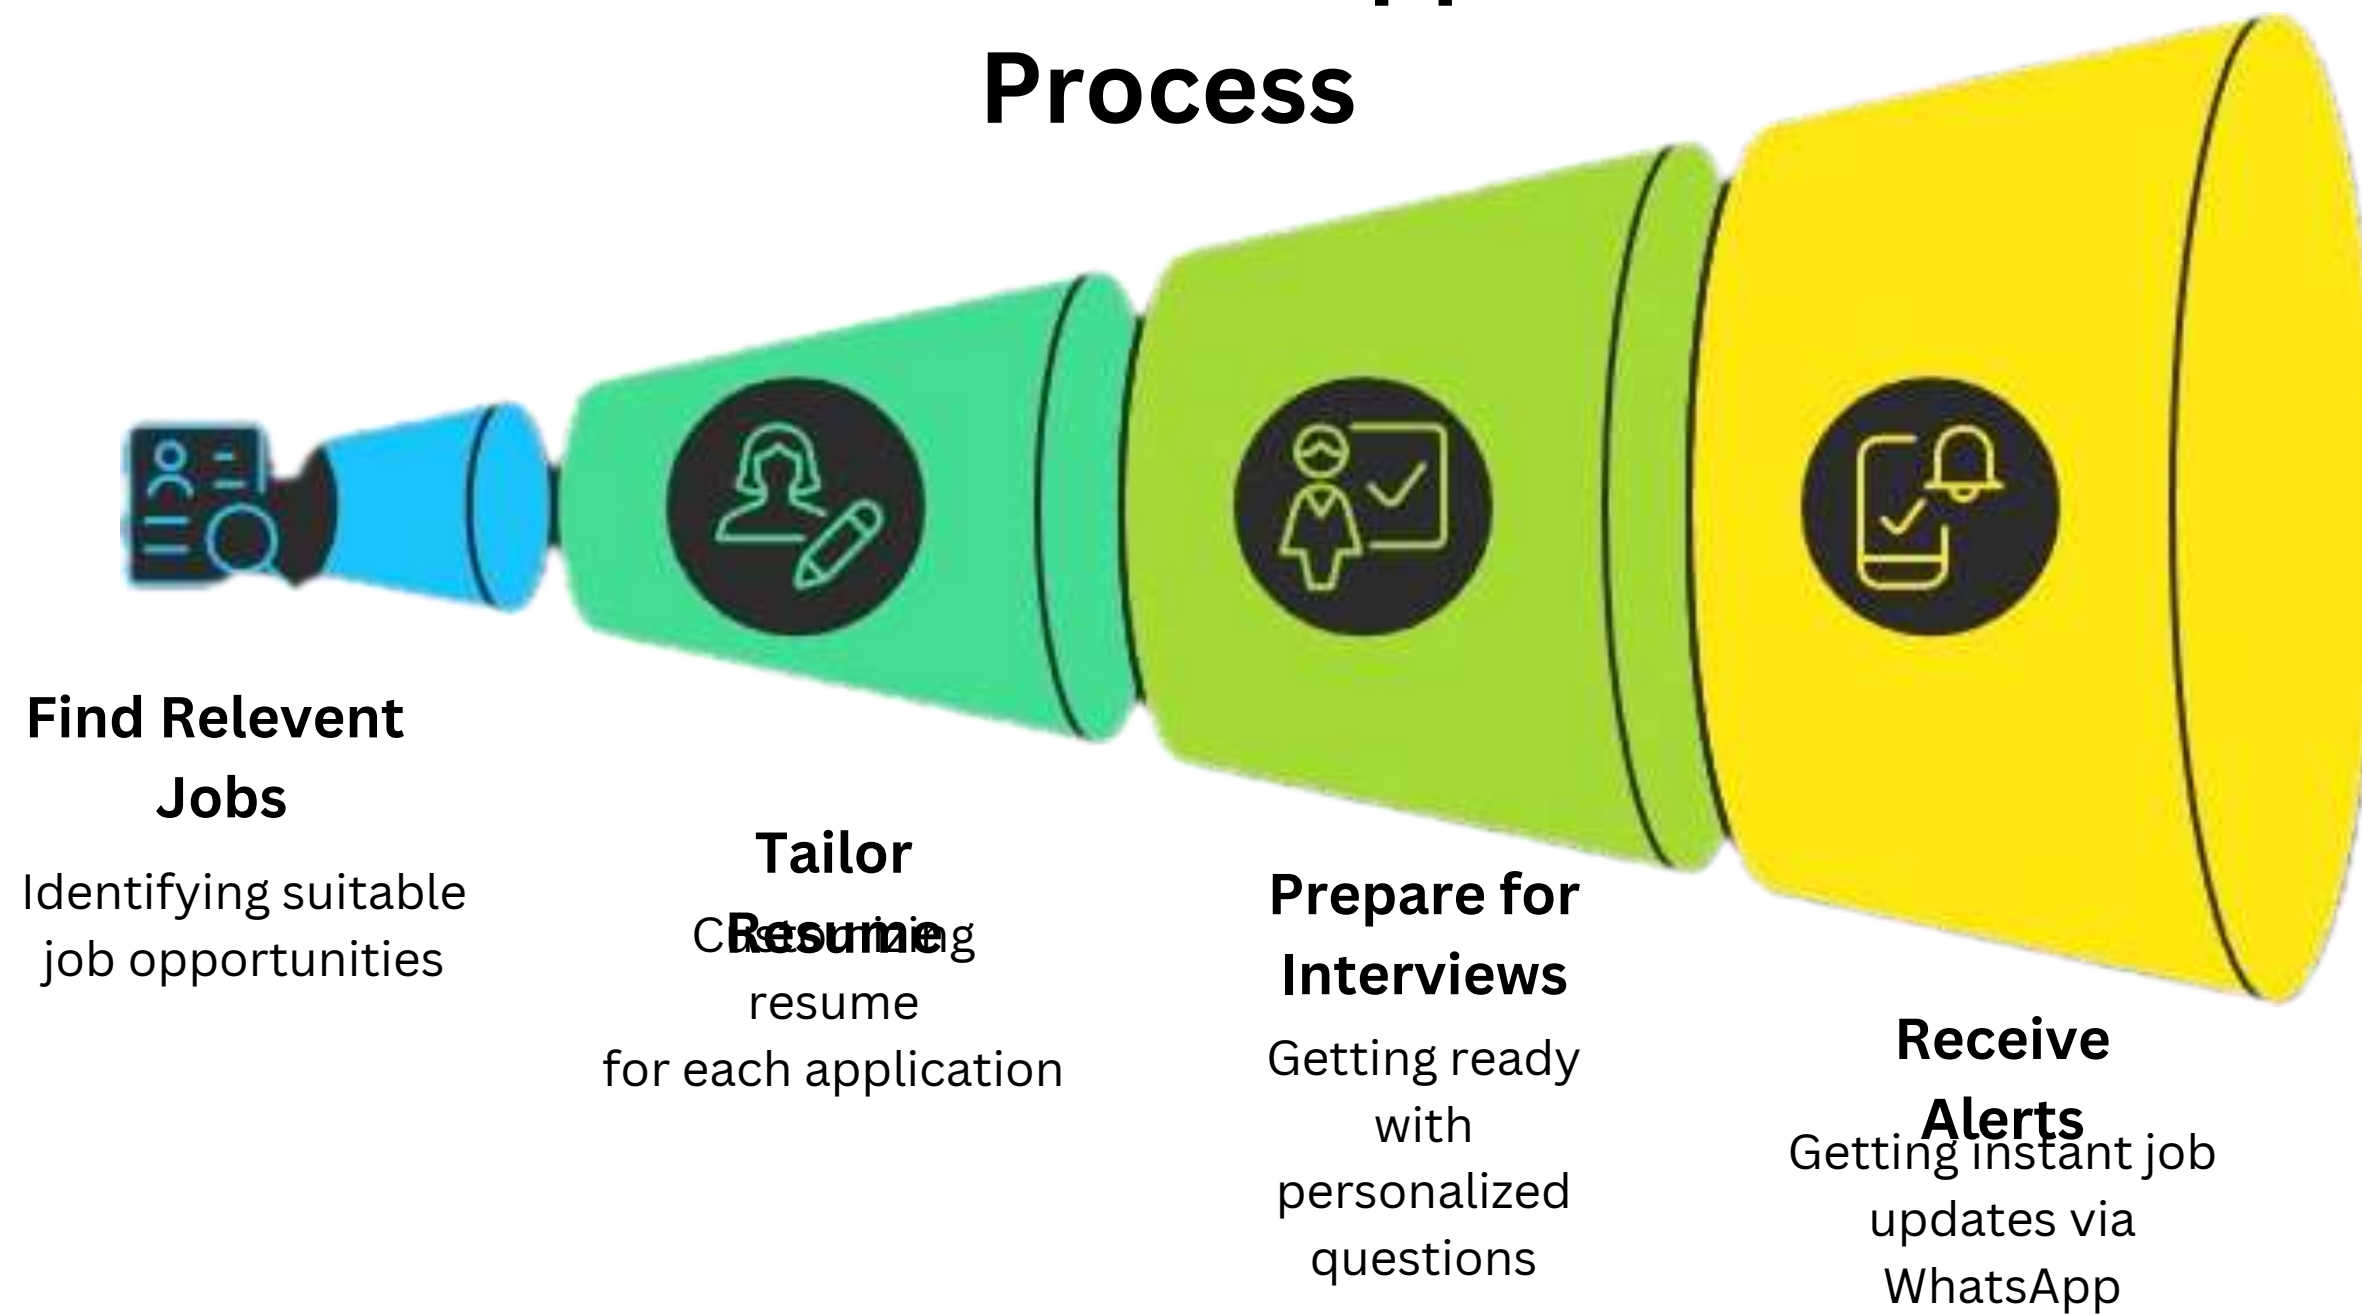 Process
Find Relevent
Jobs
Identifying suitable
job opportunities
Tailor
Resume
Customizing
resume
for each application
Prepare for
Interviews
Getting ready
with
personalized
questions
Receive
Alerts
Getting instant job
updates via
WhatsApp